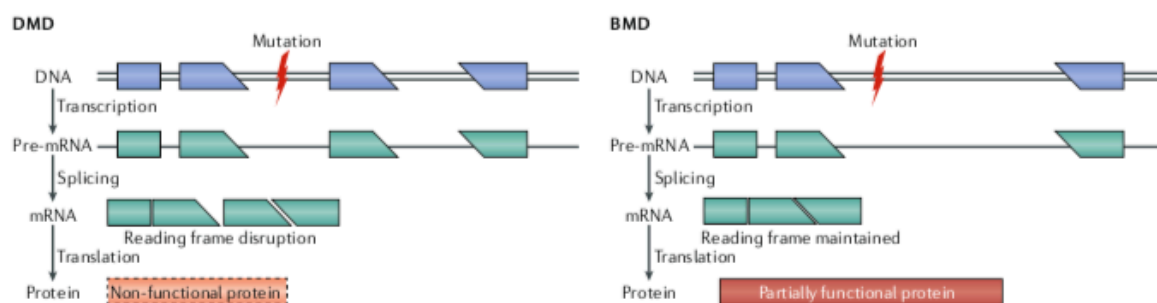 DMD
Mutation
DNA
Transcription
Pre-mRNA
Splicing
mRNA
Reading frame disruption
Translation
Protein
Non-functional protein
BMD
Mutation
DNA
Transcription
Pre-mRNA
Splicing
mRNA
Reading frame maintained
Translation
Protein
Partially functional protein